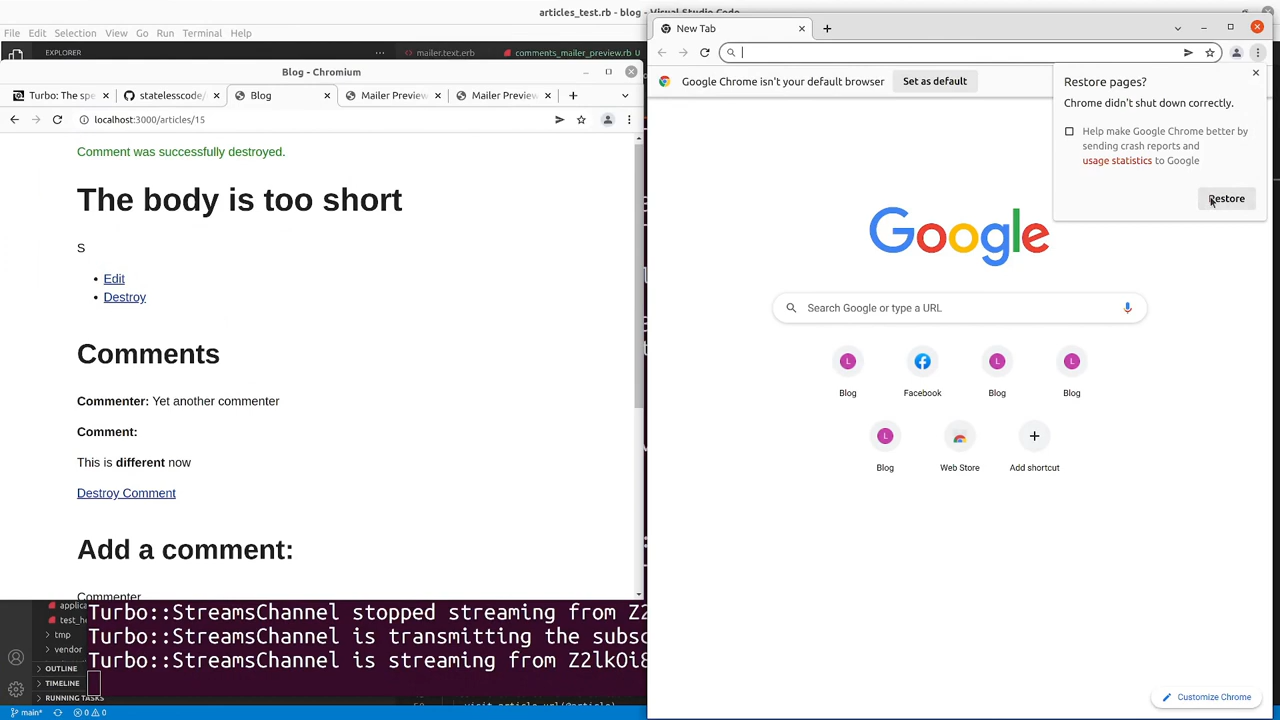 articles_test.rb - blog - Visual Studio Code
File Edit Selection View Go Run Terminal Help
EXPLORER
mailer.text.erb
comments_mailer_preview.rb U
Blog - Chromium
Turbo: The spe
statelesscode/
Blog
Mailer Preview
Mailer Preview
localhost:3000/articles/15
Comment was successfully destroyed.
The body is too short
S
Edit
Destroy
Comments
Commenter: Yet another commenter
Comment:
This is different now
Destroy Comment
Add a comment:
Commenter
applica
test_he
tmp
vendor
OUTLINE
TIMELINE
RUNNING TASKS
main*
0
0
Turbo::StreamsChannel stopped streaming from Z2
Turbo::StreamsChannel is transmitting the subsc
Turbo::StreamsChannel is streaming from Z2lkOi8
New Tab
Google Chrome isn't your default browser
Set as default
Restore pages?
Chrome didn't shut down correctly.
Help make Google Chrome better by
sending crash reports and
usage statistics to Google
Restore
Google
Search Google or type a URL
L
Blog
Facebook
L
Blog
L
Blog
L
Blog
Web Store
Add shortcut
Customize Chrome